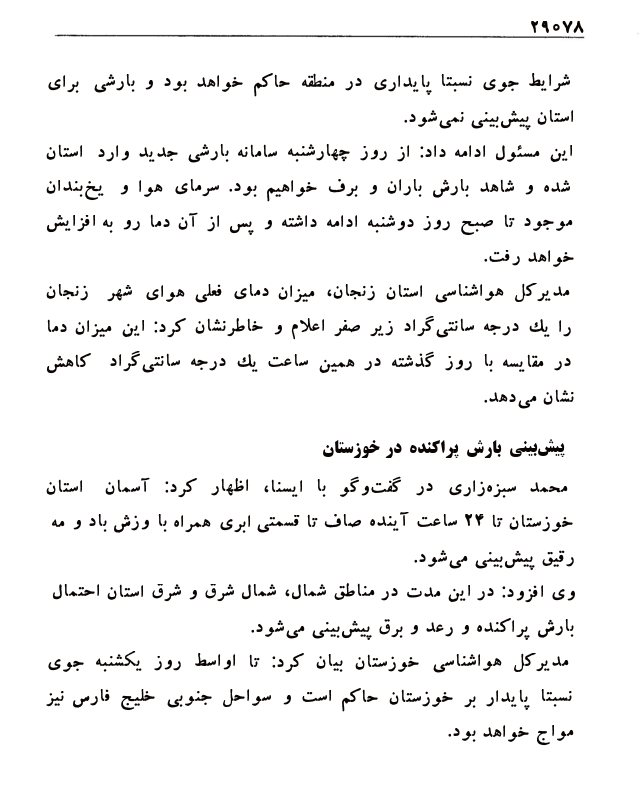 ۲۹۰۷۸
شرایط جوی نسبتا پایداری در منطقه حاکم خواهد بود و بارشی برای
استان پیش‌بینی نمی‌شود.
این مسئول ادامه داد: از روز چهارشنبه سامانه بارشی جدید وارد استان
شده و شاهد بارش باران و برف خواهیم بود. سرمای هوا و یخ‌بندان
موجود تا صبح روز دوشنبه ادامه داشته و پس از آن دما رو به افزایش
خواهد رفت.
مدیرکل هواشناسی استان زنجان، میزان دمای فعلی هوای شهر زنجان
را یك درجه سانتی‌گراد زیر صفر اعلام و خاطرنشان کرد: این میزان دما
در مقایسه با روز گذشته در همین ساعت یك درجه سانتی‌گراد کاهش
نشان می‌دهد.
پیش‌بینی بارش پراکنده در خوزستان
محمد سبزه‌زاری در گفت‌وگو با ایسنا، اظهار کرد: آسمان استان
خوزستان تا ۲۴ ساعت آینده صاف تا قسمتی ابری همراه با وزش باد و مه
رقیق پیش‌بینی می‌شود.
وی افزود: در این مدت در مناطق شمال، شمال شرق و شرق استان احتمال
بارش پراکنده و رعد و برق پیش‌بینی می‌شود.
مدیرکل هواشناسی خوزستان بیان کرد: تا اواسط روز یکشنبه جوی
نسبتا پایدار بر خوزستان حاکم است و سواحل جنوبی خلیج فارس نیز
مواج خواهد بود.